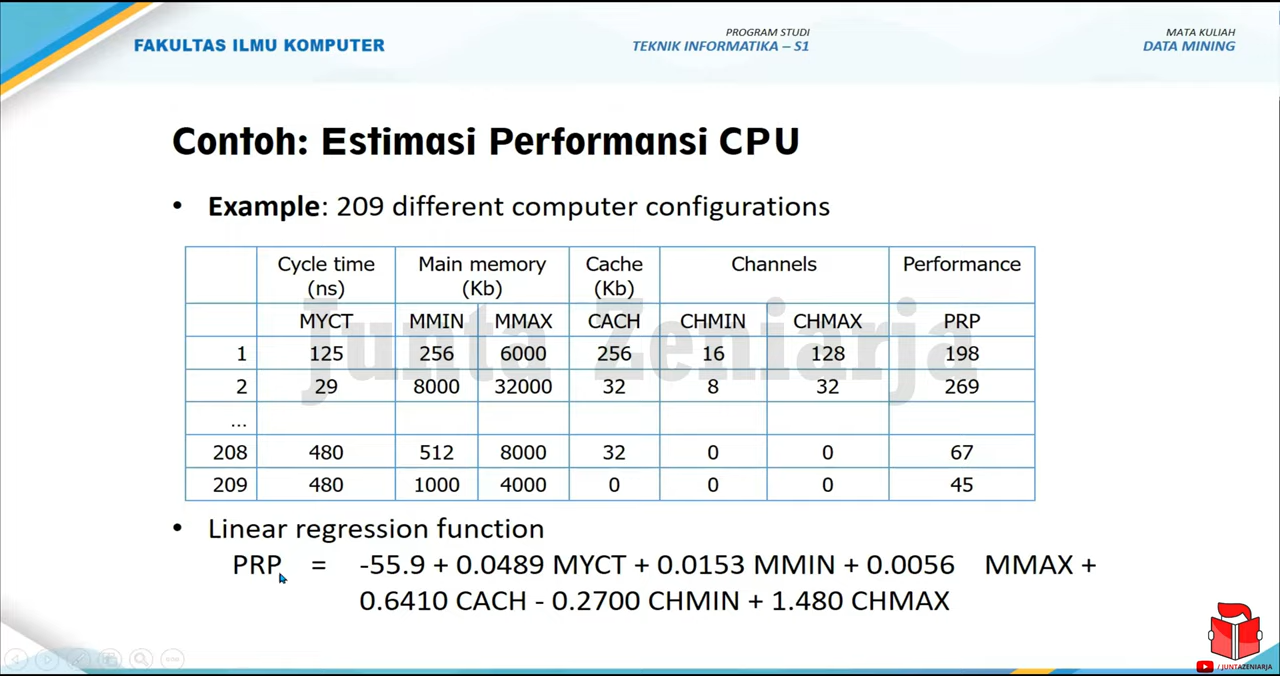 FAKULTAS ILMU KOMPUTER
PROGRAM STUDI
TEKNIK INFORMATIKA – S1
MATA KULIAH
DATA MINING
Contoh: Estimasi Performansi CPU
• Example: 209 different computer configurations
Cycle time (ns) Main memory (Kb) Cache (Kb) Channels Performance
MYCT MMIN MMAX CACH CHMIN CHMAX PRP
1 125 256 6000 256 16 128 198
2 29 8000 32000 32 8 32 269
...
208 480 512 8000 32 0 0 67
209 480 1000 4000 0 0 0 45
Junta Zeniarja
• Linear regression function
PRP = -55.9 + 0.0489 MYCT + 0.0153 MMIN + 0.0056 MMAX +
0.6410 CACH - 0.2700 CHMIN + 1.480 CHMAX
/ JUNTAZENIARJA